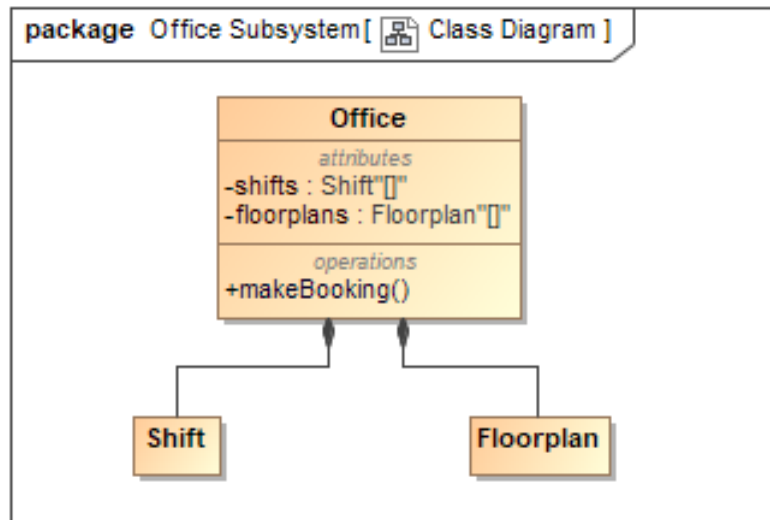 package Office Subsystem[ Class Diagram ]
Office
attributes
-shifts : Shift"[]"
-floorplans : Floorplan"[]"
operations
+makeBooking()
Shift
Floorplan